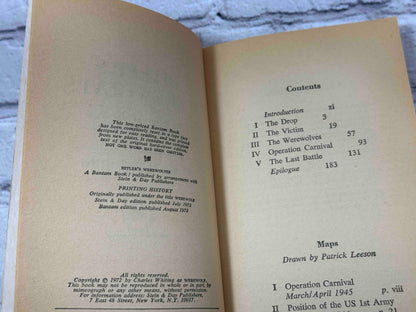 This low-priced Bantam Book
has been completely reset in a type face
designed for easy reading, and was printed
from new plates. It contains the complete
text of the original hard-cover edition.
NOT ONE WORD HAS BEEN OMITTED.
HITLER'S WEREWOLVES
A Bantam Book / published by arrangement with
Stein & Day Publishers
PRINTING HISTORY
Originally published under the title WEREWOLF
Stein & Day edition published July 1972
Bantam edition published August 1973
All rights reserved.
Copyright © 1972 by Charles Whiting as WEREWOLF.
This book may not be reproduced in whole or in part, by
mimeograph or any other means, without permission.
For information address: Stein & Day Publishers,
7 East 48 Street, New York, N.Y. 10017.
Contents
Introduction xi
I The Drop 3
II The Victim 19
III The Werewolves 57
IV Operation Carnival 93
V The Last Battle 131
Epilogue 183
Maps
Drawn by Patrick Leeson
I Operation Carnival
March/April 1945 p. viii
II Position of the US 1st Army
p. 21